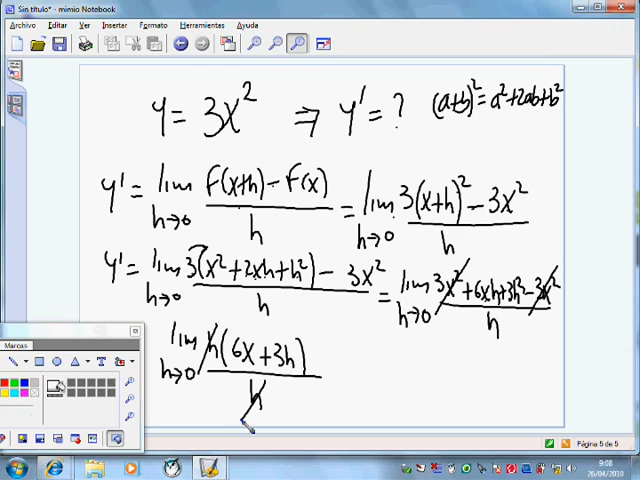 Sin título* - mimio Notebook
Archivo Editar Ver Insertar Formato Herramientas Ayuda
y = 3x² ⇒ y' = ? (a+b)² = a²+2ab+b²
y' = lim h→0 F(x+h) - F(x) / h = lim h→0 3(x+h)² - 3x² / h
y' = lim h→0 3(x²+2xh+h²) - 3x² / h = lim h→0 3x²+6xh+3h²-3x² / h
lim h→0 h(6x+3h) / h
Marcas
Página 5 de 5
9:08
26/04/2010